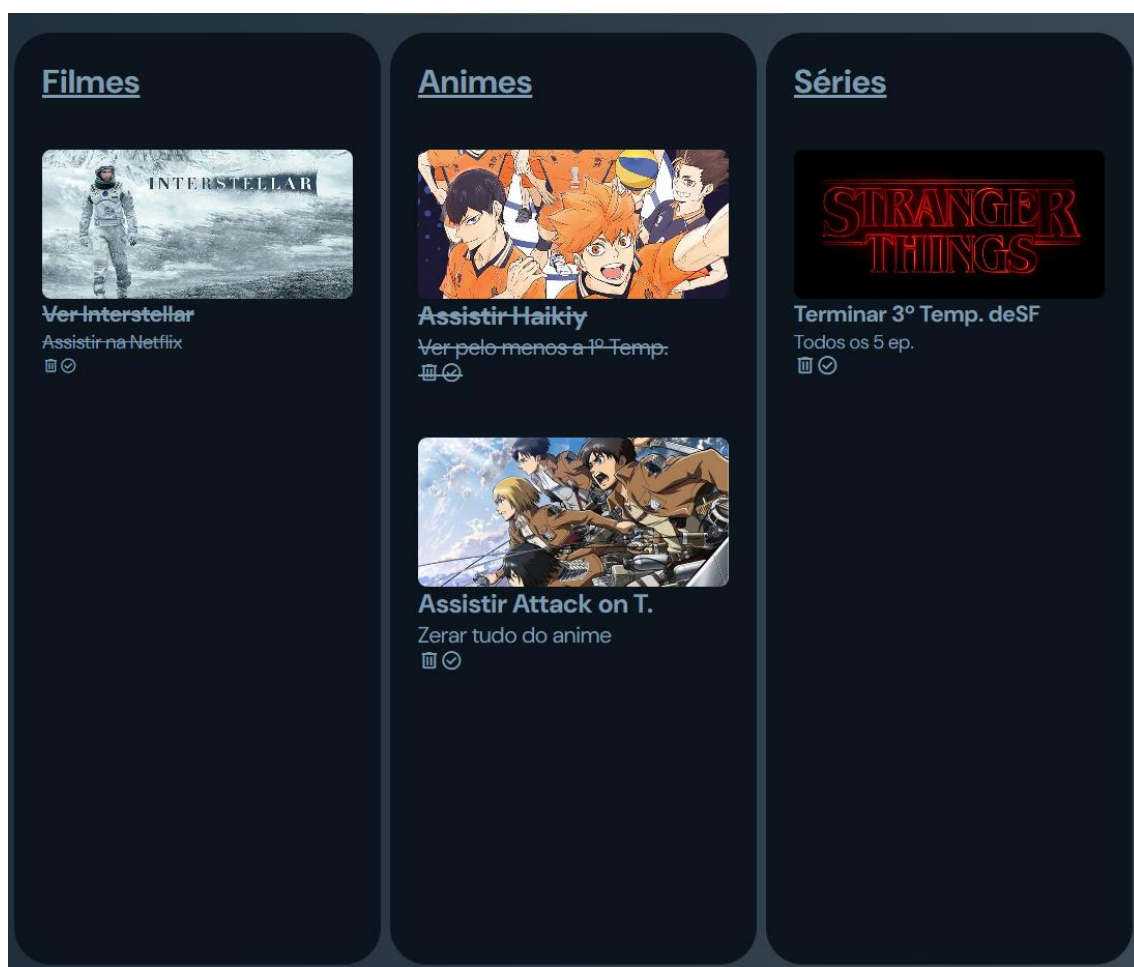 Filmes
INTERSTELLAR
Ver Interstellar
Assistir na Netflix
Animes
1
Assistir Haikiy
Ver pelo menos a 1º Temp.
Assistir Attack on T.
Zerar tudo do anime
Séries
STRANGER
THINGS
Terminar 3º Temp. deSF
Todos os 5 ep.